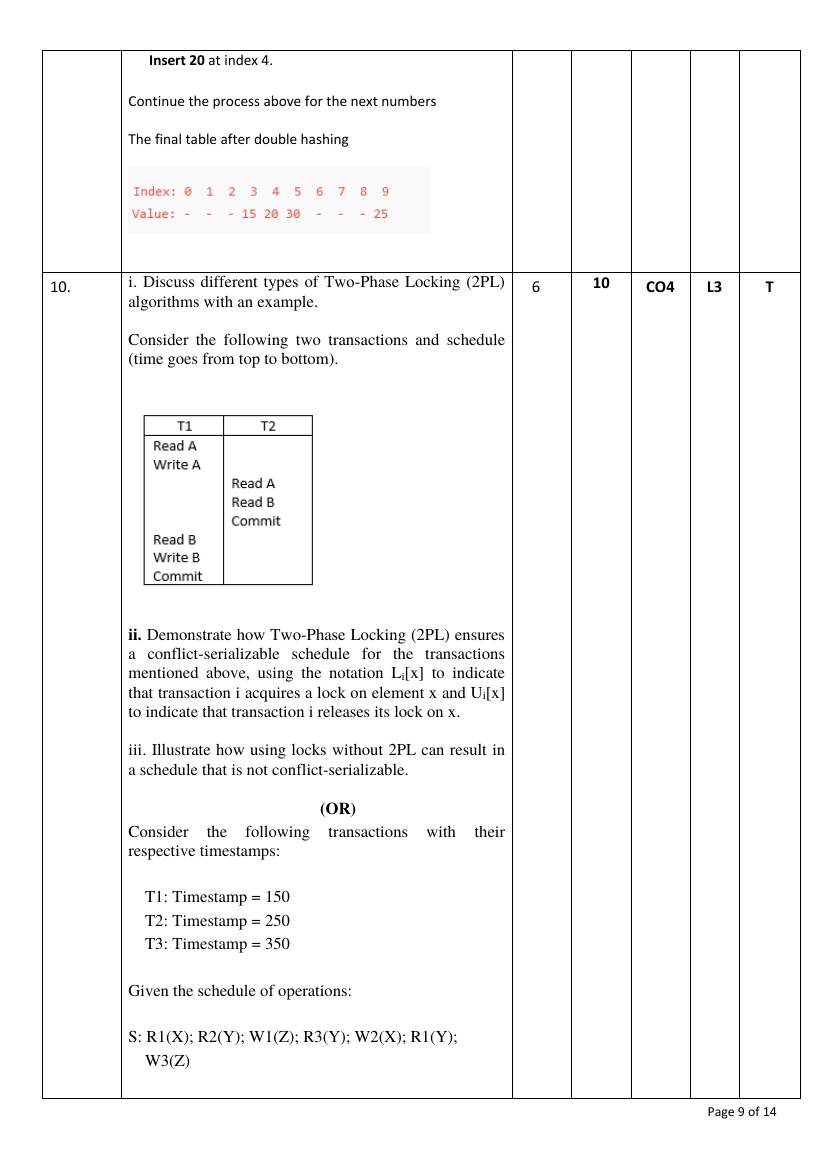 Insert 20 at index 4.
Continue the process above for the next numbers
The final table after double hashing
Index: 0 1 2 3 4 5 6 7 8 9
Value: - - - 15 20 30 - - - 25
10.
i. Discuss different types of Two-Phase Locking (2PL)
algorithms with an example.
Consider the following two transactions and schedule
(time goes from top to bottom).
T1 T2
Read A
Write A
Read A
Read B
Commit
Read B
Write B
Commit
ii. Demonstrate how Two-Phase Locking (2PL) ensures
a conflict-serializable schedule for the transactions
mentioned above, using the notation Li[x] to indicate
that transaction i acquires a lock on element x and Ui[x]
to indicate that transaction i releases its lock on x.
iii. Illustrate how using locks without 2PL can result in
a schedule that is not conflict-serializable.
(OR)
Consider the following transactions with their
respective timestamps:
T1: Timestamp = 150
T2: Timestamp = 250
T3: Timestamp = 350
Given the schedule of operations:
S: R1(X); R2(Y); W1(Z); R3(Y); W2(X); R1(Y);
W3(Z)
6
10
CO4
L3
T
Page 9 of 14